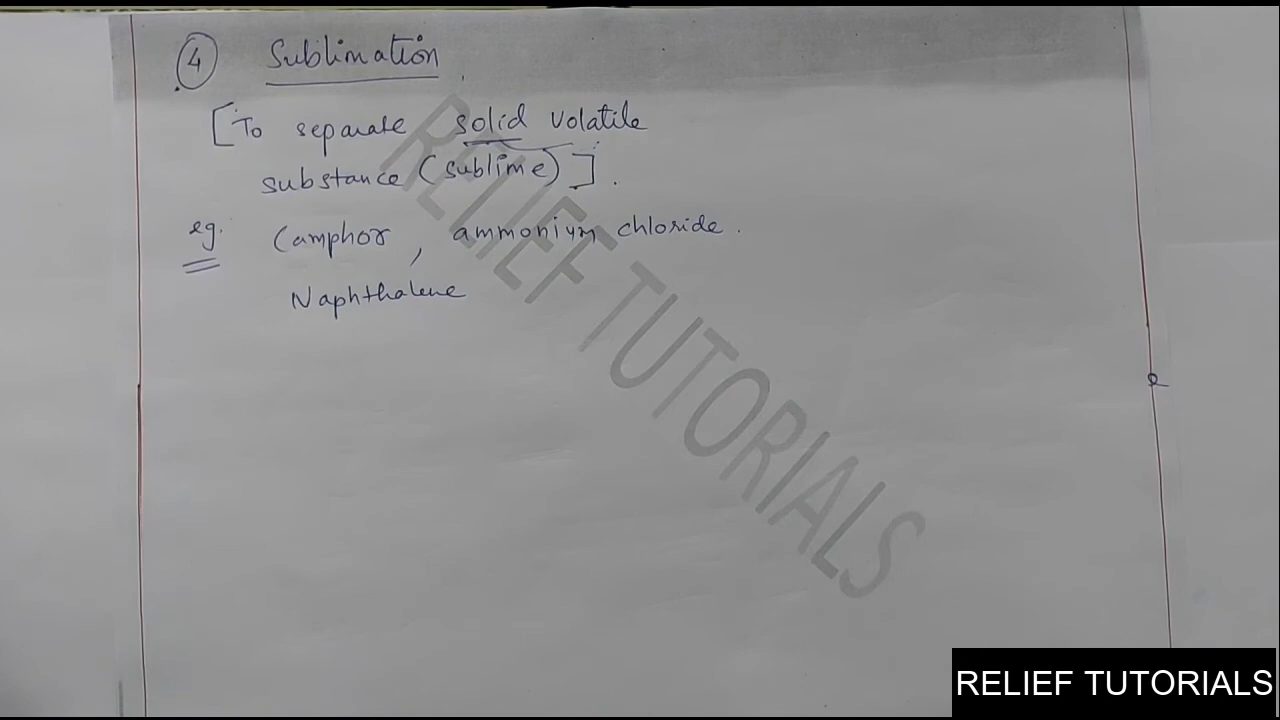 ④ Sublimation
[To separate solid volatile
substance (sublime)].
eg. Camphor, ammonium chloride.
Naphthalene
RELIEF TUTORIALS
RELIEF TUTORIALS